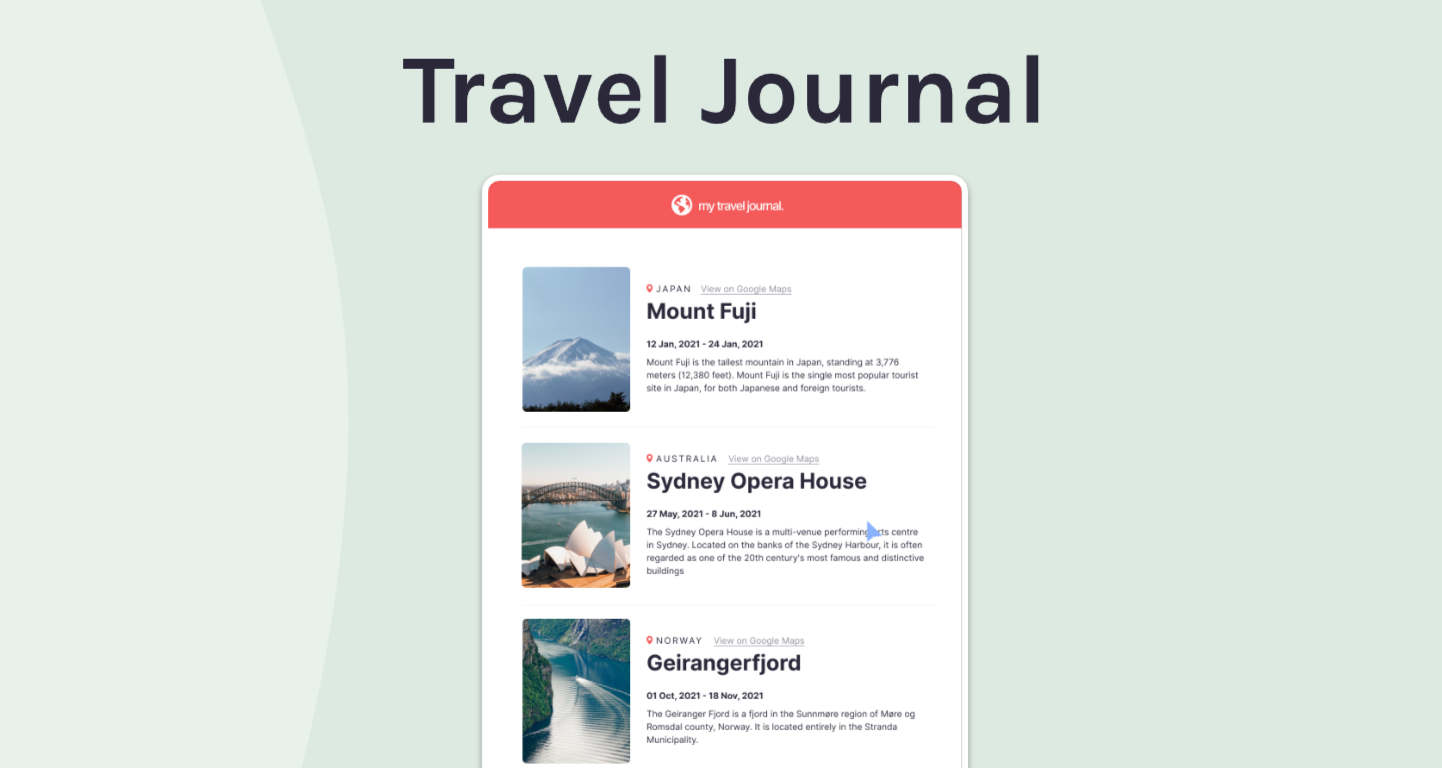 Travel Journal
my travel journal.
JAPAN View on Google Maps
Mount Fuji
12 Jan, 2021 - 24 Jan, 2021
Mount Fuji is the tallest mountain in Japan, standing at 3,776
meters (12,380 feet). Mount Fuji is the single most popular tourist
site in Japan, for both Japanese and foreign tourists.
AUSTRALIA View on Google Maps
Sydney Opera House
27 May, 2021 - 8 Jun, 2021
The Sydney Opera House is a multi-venue performing arts centre
in Sydney. Located on the banks of the Sydney Harbour, it is often
regarded as one of the 20th century's most famous and distinctive
buildings
NORWAY View on Google Maps
Geirangerfjord
01 Oct, 2021 - 18 Nov, 2021
The Geiranger Fjord is a fjord in the Sunnmøre region of Møre og
Romsdal county, Norway. It is located entirely in the Stranda
Municipality.